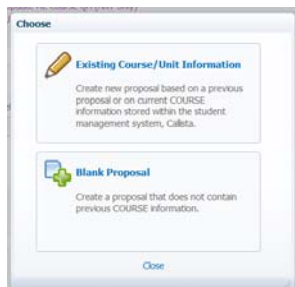 Choose
Existing Course/Unit Information
Create new proposal based on a previous
proposal or on current COURSE
information stored within the student
management system, Callista.
Blank Proposal
Create a proposal that does not contain
previous COURSE information.
Close